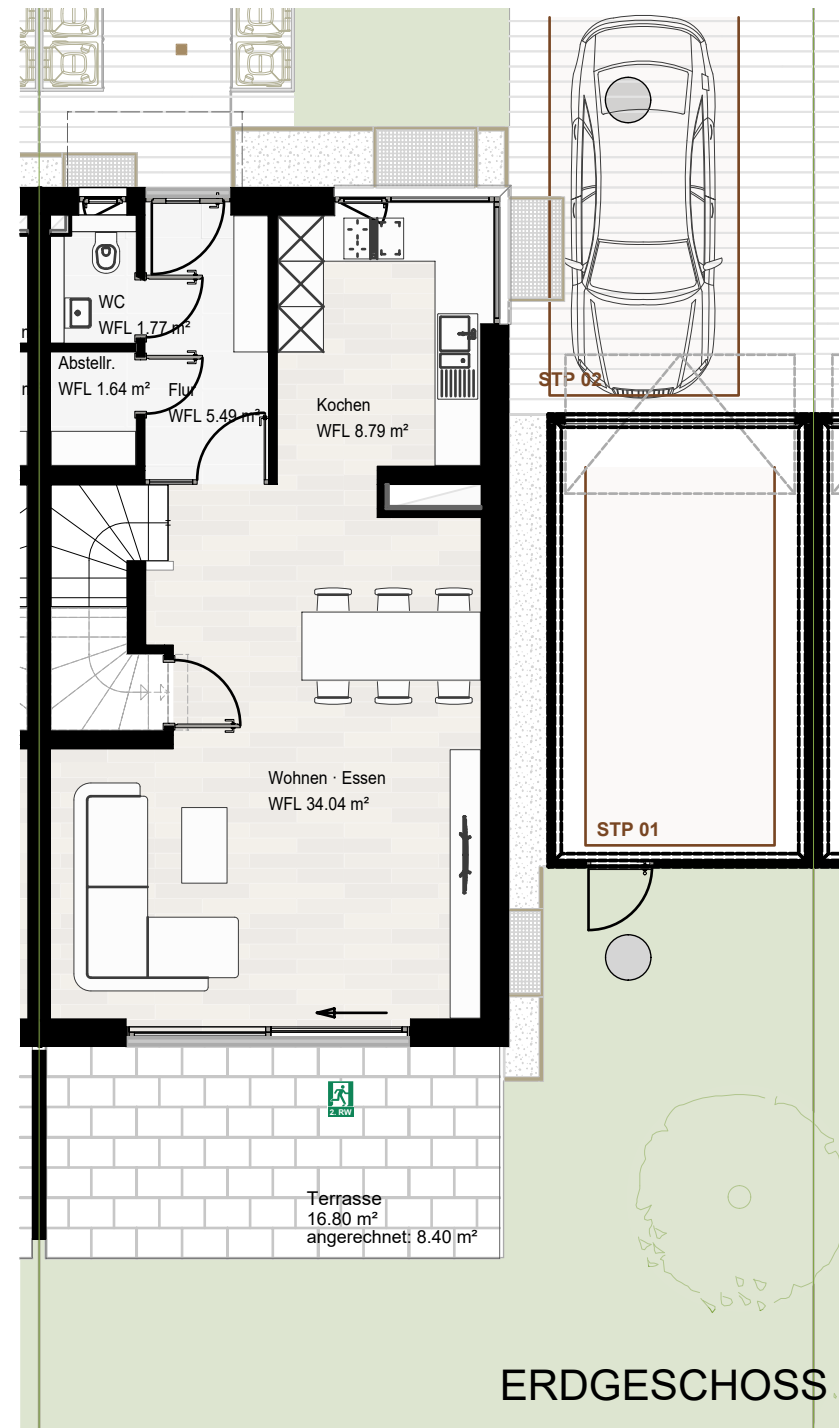 WC
WFL 1.77 m²
Abstellr.
WFL 1.64 m²
Flur
WFL 5.49 m²
Kochen
WFL 8.79 m²
STP 02
STP 01
Wohnen · Essen
WFL 34.04 m²
2. RW
Terrasse
16.80 m²
angerechnet: 8.40 m²
ERDGESCHOSS